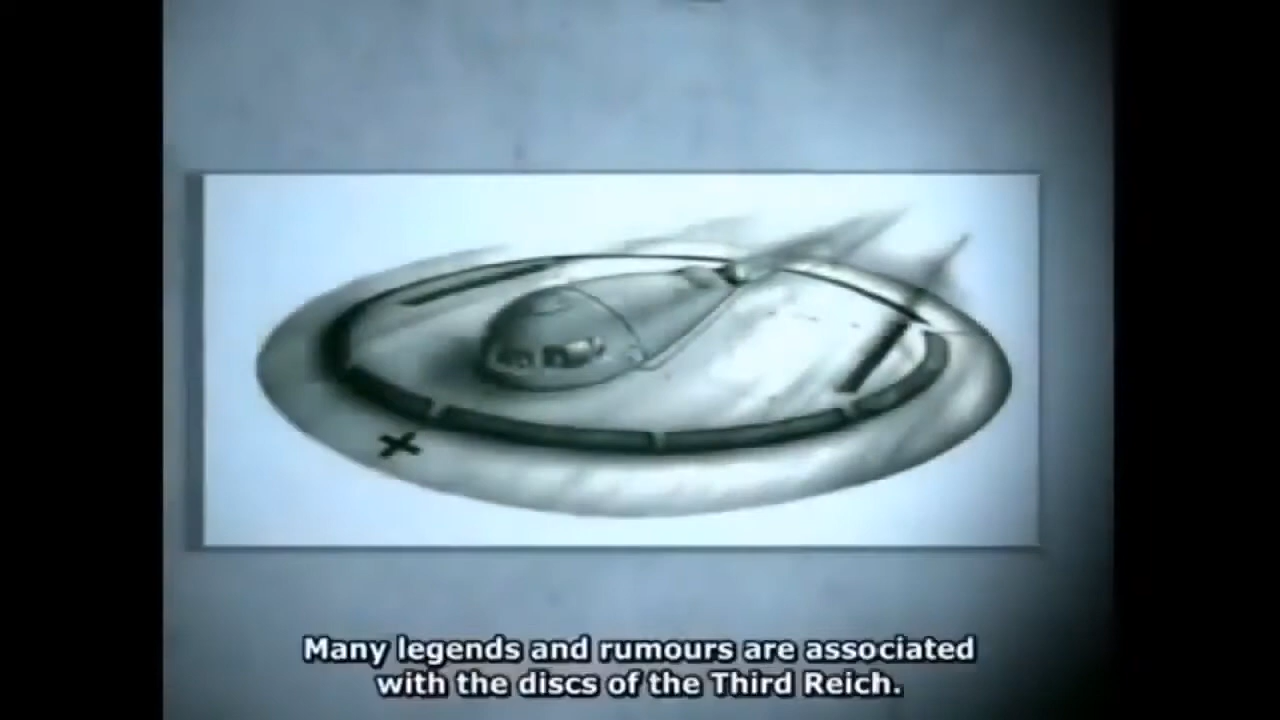 Many legends and rumours are associated
with the discs of the Third Reich.